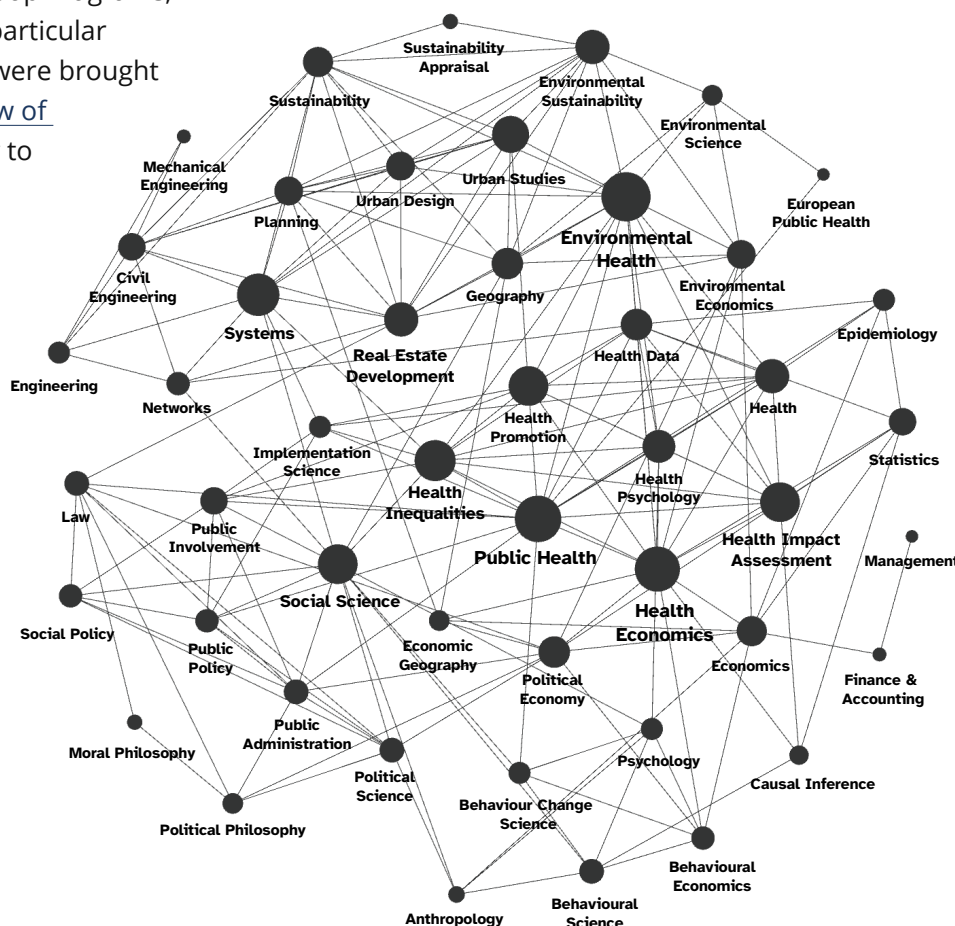 particular
were brought
w of
to
Sustainability
Appraisal
Environmental
Sustainability
Sustainability
Environmental
Science
Mechanical
Engineering
Urban Studies
Urban Design
Planning
European
Public Health
Environmental
Health
Civil
Engineering
Geography
Environmental
Economics
Systems
Epidemiology
Real Estate
Development
Health Data
Engineering
Networks
Health
Health
Promotion
Implementation
Science
Statistics
Health
Psychology
Health
Inequalities
Law
Public
Involvement
Health Impact
Assessment
Public Health
Management
Social Science
Health
Economics
Social Policy
Public
Policy
Economic
Geography
Economics
Political
Economy
Finance &
Accounting
Public
Administration
Moral Philosophy
Psychology
Political
Science
Causal Inference
Behaviour Change
Science
Political Philosophy
Behavioural
Economics
Behavioural
Science
Anthropology